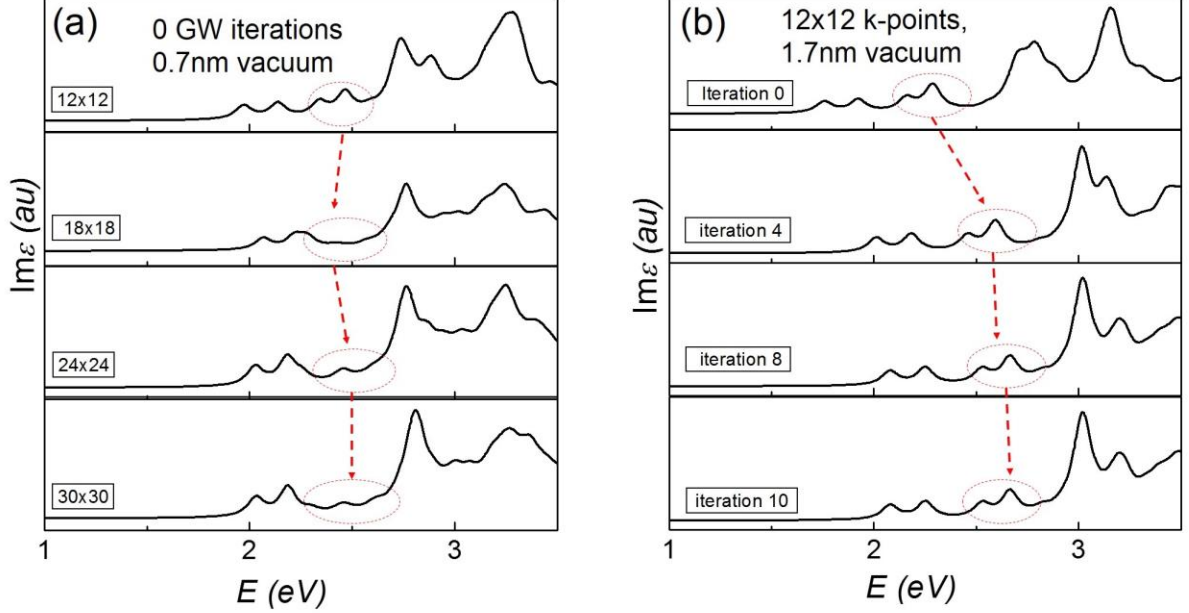 (a)
0 GW iterations
0.7nm vacuum
12x12
18x18
24x24
30x30
Imε (au)
1 2 3
E (eV)
(b)
12x12 k-points,
1.7nm vacuum
Iteration 0
iteration 4
iteration 8
iteration 10
Imε (au)
1 2 3
E (eV)